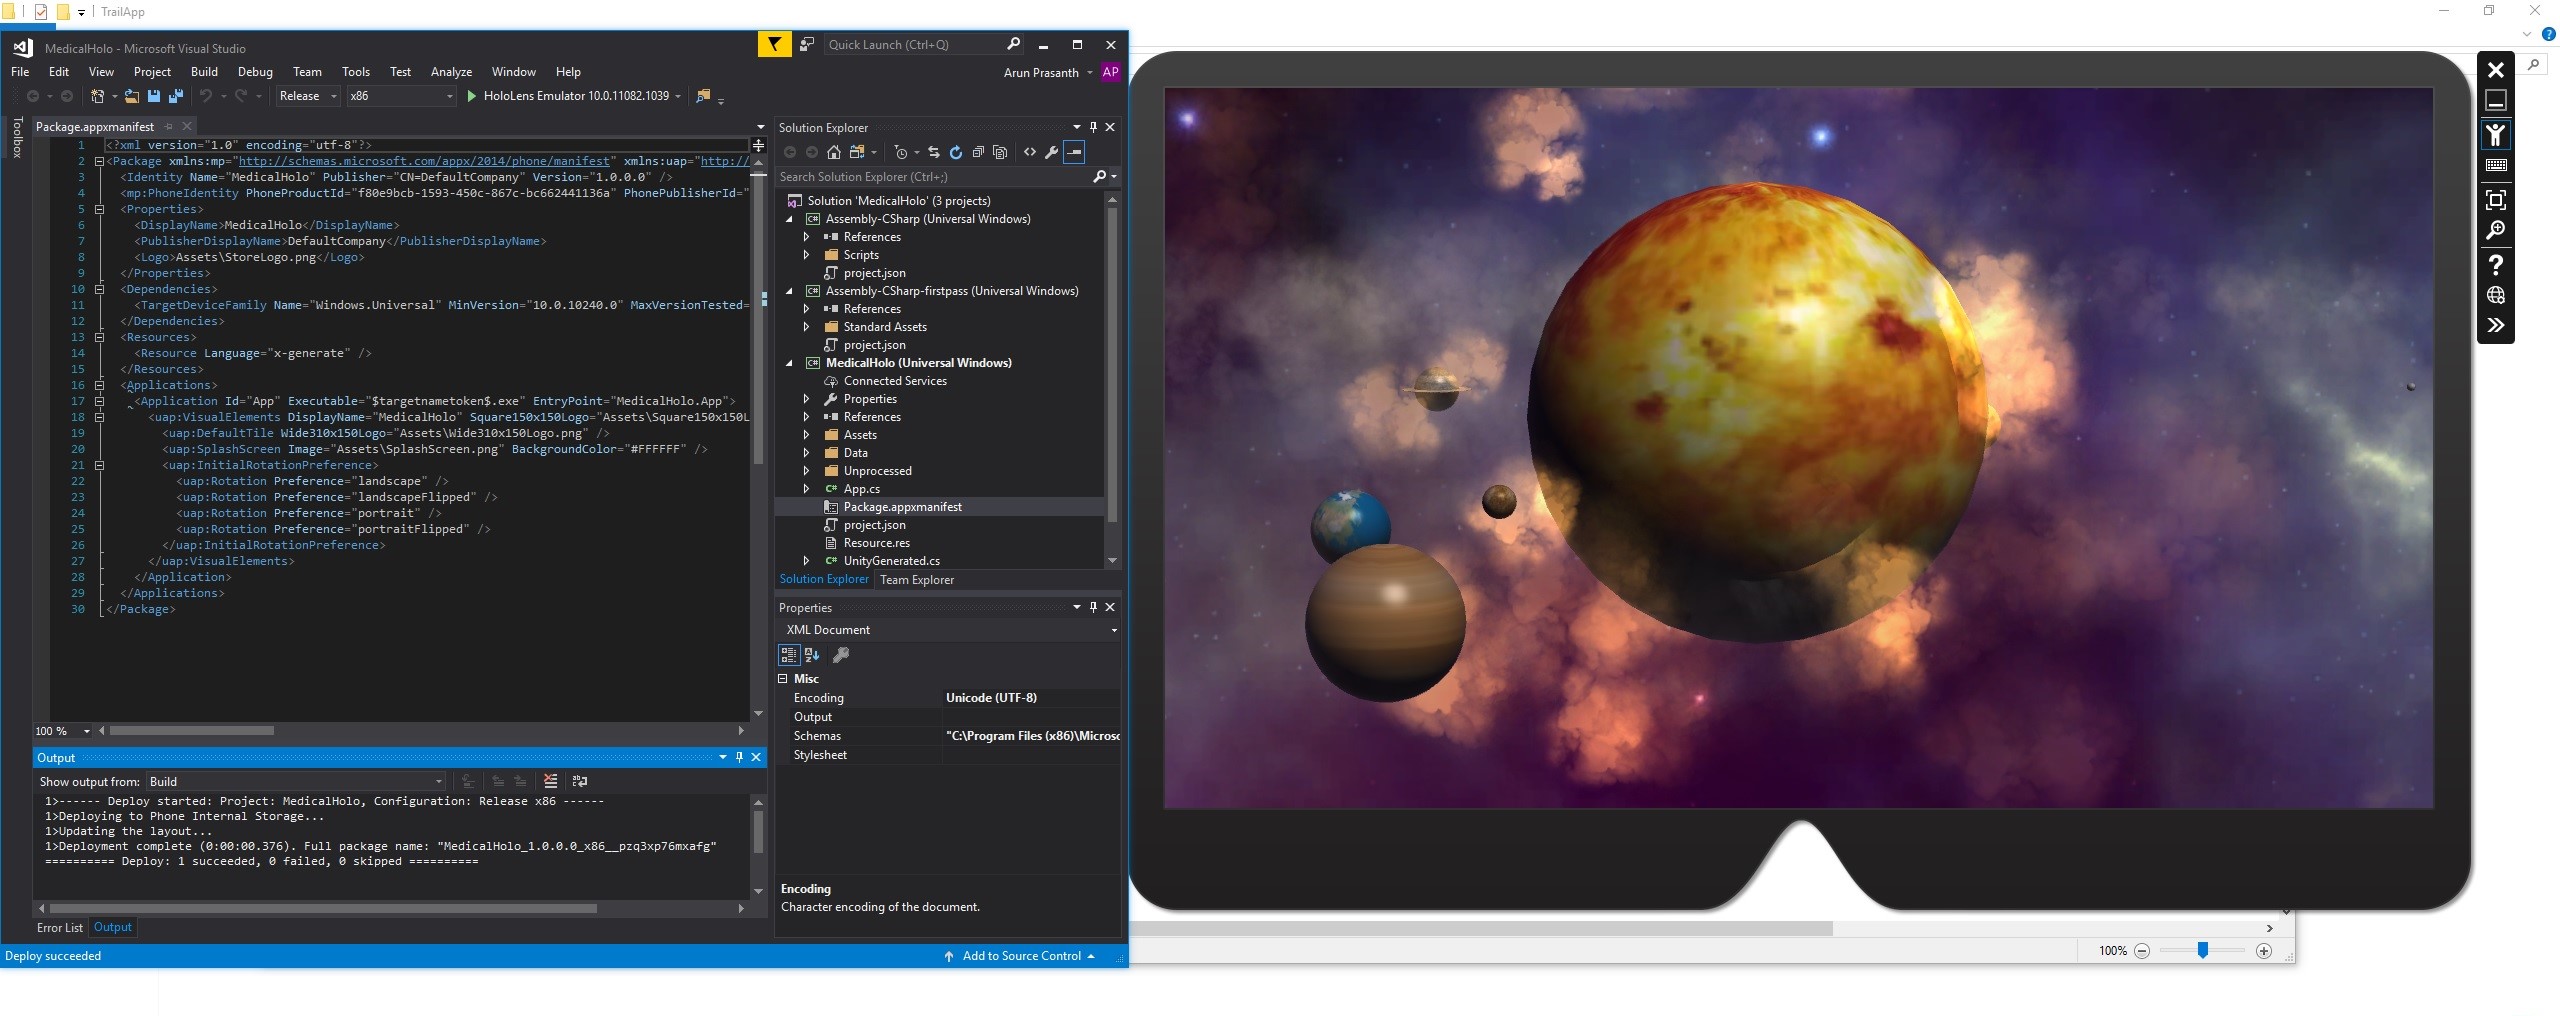 TrailApp
MedicalHolo - Microsoft Visual Studio
Quick Launch (Ctrl+Q)
File Edit View Project Build Debug Team Tools Test Analyze Window Help
Arun Prasanth AP
Release x86 HoloLens Emulator 10.0.11082.1039
Toolbox
Package.appxmanifest
1 <?xml version="1.0" encoding="utf-8"?>
2 <Package xmlns:mp="http://schemas.microsoft.com/appx/2014/phone/manifest" xmlns:uap="http://
3 <Identity Name="MedicalHolo" Publisher="CN=DefaultCompany" Version="1.0.0.0" />
4 <mp:PhoneIdentity PhoneProductId="f80e9bcb-1593-450c-867c-bc662441136a" PhonePublisherId="
5 <Properties>
6 <DisplayName>MedicalHolo</DisplayName>
7 <PublisherDisplayName>DefaultCompany</PublisherDisplayName>
8 <Logo>Assets\StoreLogo.png</Logo>
9 </Properties>
10 <Dependencies>
11 <TargetDeviceFamily Name="Windows.Universal" MinVersion="10.0.10240.0" MaxVersionTested=
12 </Dependencies>
13 <Resources>
14 <Resource Language="x-generate" />
15 </Resources>
16 <Applications>
17 <Application Id="App" Executable="$targetnametoken$.exe" EntryPoint="MedicalHolo.App">
18 <uap:VisualElements DisplayName="MedicalHolo" Square150x150Logo="Assets\Square150x150L
19 <uap:DefaultTile Wide310x150Logo="Assets\Wide310x150Logo.png" />
20 <uap:SplashScreen Image="Assets\SplashScreen.png" BackgroundColor="#FFFFFF" />
21 <uap:InitialRotationPreference>
22 <uap:Rotation Preference="landscape" />
23 <uap:Rotation Preference="landscapeFlipped" />
24 <uap:Rotation Preference="portrait" />
25 <uap:Rotation Preference="portraitFlipped" />
26 </uap:InitialRotationPreference>
27 </uap:VisualElements>
28 </Application>
29 </Applications>
30 </Package>
100 %
Output
Show output from: Build
1>------ Deploy started: Project: MedicalHolo, Configuration: Release x86 ------
1>Deploying to Phone Internal Storage...
1>Updating the layout...
1>Deployment complete (0:00:00.376). Full package name: "MedicalHolo_1.0.0.0_x86__pzq3xp76mxafg"
========== Deploy: 1 succeeded, 0 failed, 0 skipped ==========
Error List Output
Deploy succeeded
Add to Source Control
Solution Explorer
Search Solution Explorer (Ctrl+;)
Solution 'MedicalHolo' (3 projects)
C# Assembly-CSharp (Universal Windows)
References
Scripts
project.json
C# Assembly-CSharp-firstpass (Universal Windows)
References
Standard Assets
project.json
C# MedicalHolo (Universal Windows)
Connected Services
Properties
References
Assets
Data
Unprocessed
C# App.cs
Package.appxmanifest
project.json
Resource.res
C# UnityGenerated.cs
Solution Explorer Team Explorer
Properties
XML Document
Misc
Encoding Unicode (UTF-8)
Output
Schemas "C:\Program Files (x86)\Microso
Stylesheet
Encoding
Character encoding of the document.
100%